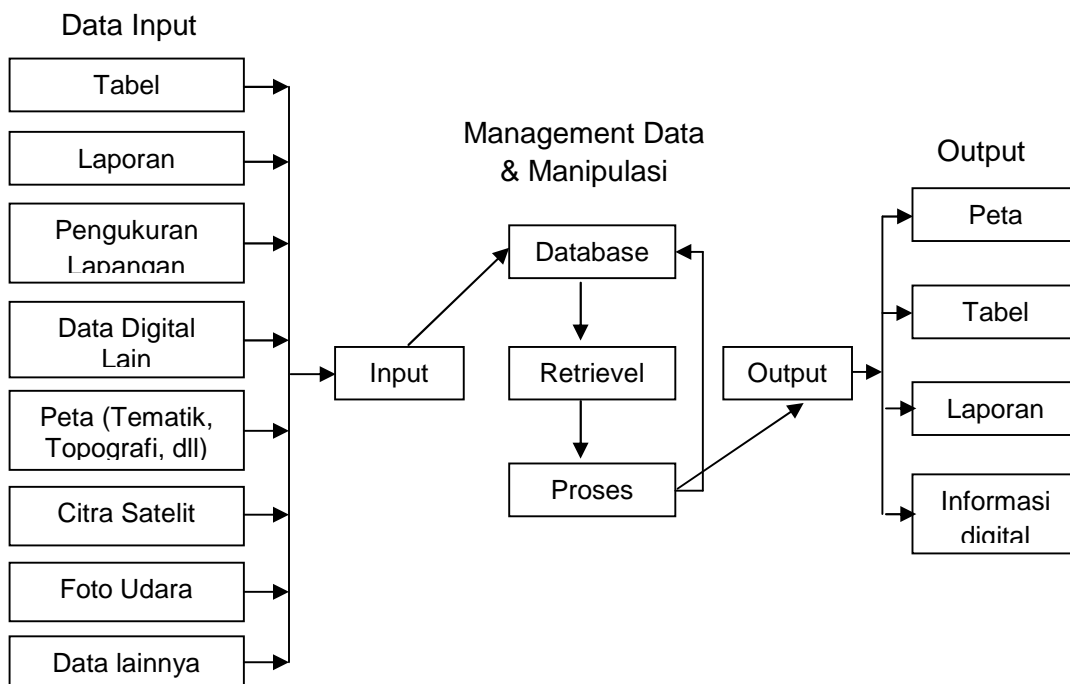 Data Input
Tabel
Laporan
Pengukuran
Lapangan
Data Digital
Lain
Peta (Tematik,
Topografi, dll)
Citra Satelit
Foto Udara
Data lainnya
Input
Management Data
& Manipulasi
Database
Retrievel
Proses
Output
Output
Peta
Tabel
Laporan
Informasi
digital